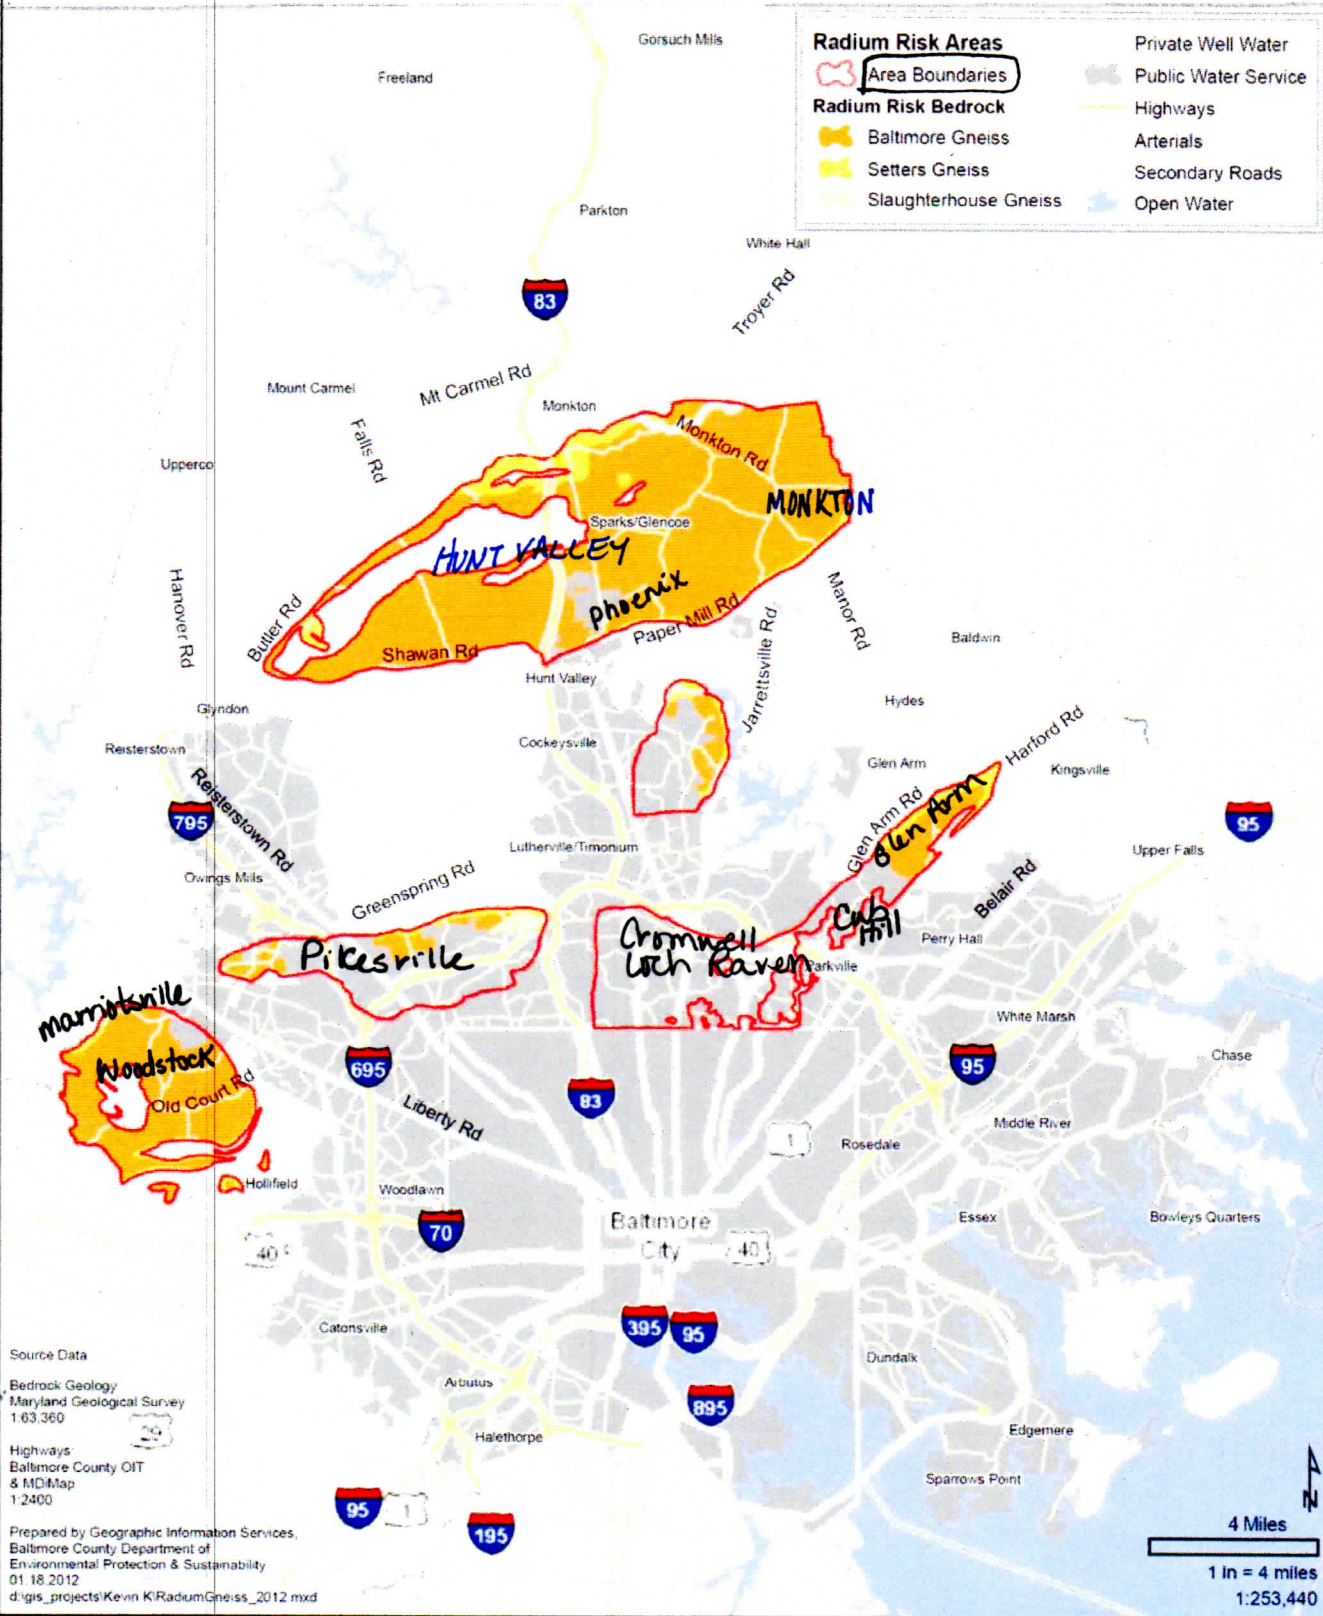 Radium Risk Areas
Area Boundaries
Radium Risk Bedrock
Baltimore Gneiss
Setters Gneiss
Slaughterhouse Gneiss
Private Well Water
Public Water Service
Highways
Arterials
Secondary Roads
Open Water
Gorsuch Mills
Freeland
Parkton
White Hall
Troyer Rd
83
Mt Carmel Rd
Mount Carmel
Monkton
Falls Rd
Monkton Rd
Upperco
MONKTON
Sparks/Glencoe
HUNT VALLEY
Phoenix
Hanover Rd
Butler Rd
Paper Mill Rd
Manor Rd
Jarrettsville Rd
Baldwin
Shawan Rd
Hunt Valley
Hydes
Glyndon
Harford Rd
Reisterstown
Cockeysville
Glen Arm
Kingsville
Reisterstown Rd
795
Glen Arm Rd
Glen Arm
95
Lutherville/Timonium
Upper Falls
Owings Mills
Greenspring Rd
Belair Rd
Cub
Hill
Perry Hall
Pikesville
Cromwell
Loch Raven
Parkville
marriotsville
White Marsh
Woodstock
695
95
Chase
Old Court Rd
83
Liberty Rd
Middle River
1
Rosedale
Hollifield
Woodlawn
70
Baltimore
City
40
40
Essex
Bowleys Quarters
395
95
Catonsville
Dundalk
Arbutus
895
Halethorpe
Edgemere
Sparrows Point
95
1
195
Source Data
Bedrock Geology
Maryland Geological Survey
1:63,360
29
Highways
Baltimore County OIT
& MDiMap
1:2400
Prepared by Geographic Information Services,
Baltimore County Department of
Environmental Protection & Sustainability
01.18.2012
d:\gis_projects\Kevin K\RadiumGneiss_2012.mxd
N
4 Miles
1 in = 4 miles
1:253,440